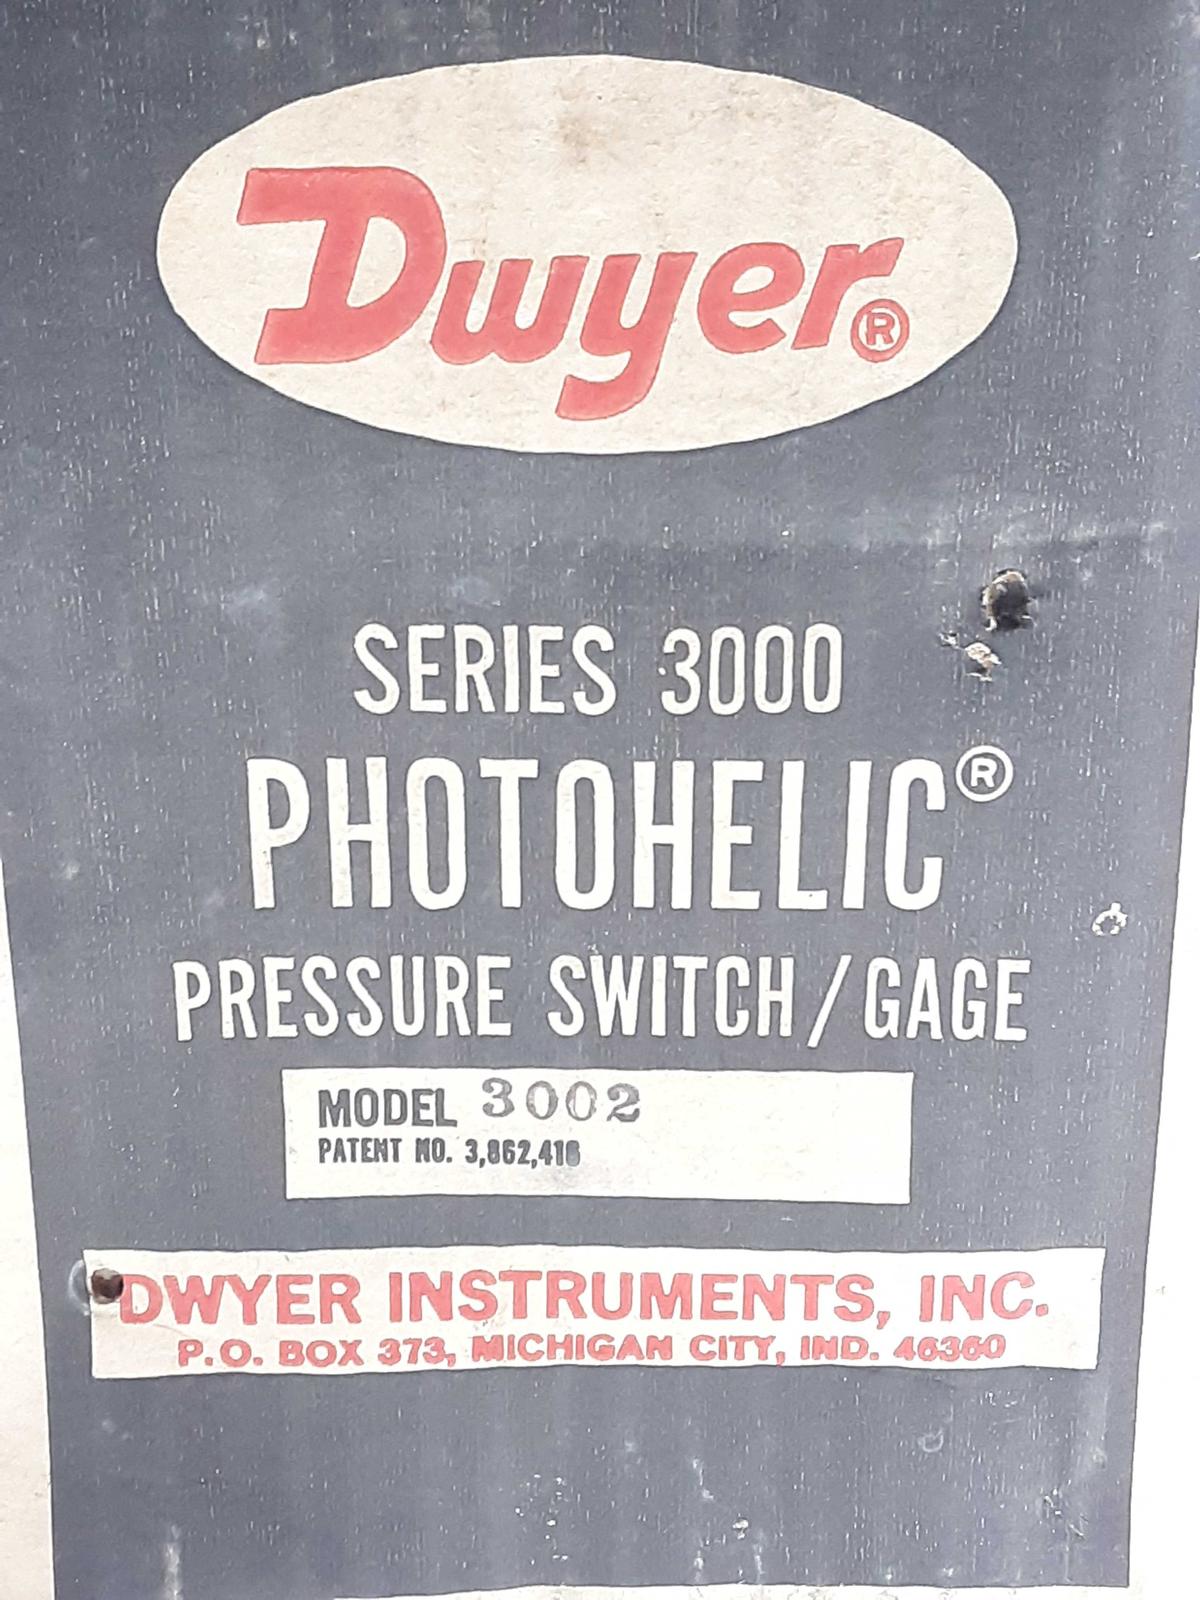 Dwyer®
SERIES 3000
PHOTOHELIC®
PRESSURE SWITCH/GAGE
MODEL 3002
PATENT NO. 3,862,416
DWYER INSTRUMENTS, INC.
P.O. BOX 373, MICHIGAN CITY, IND. 46360